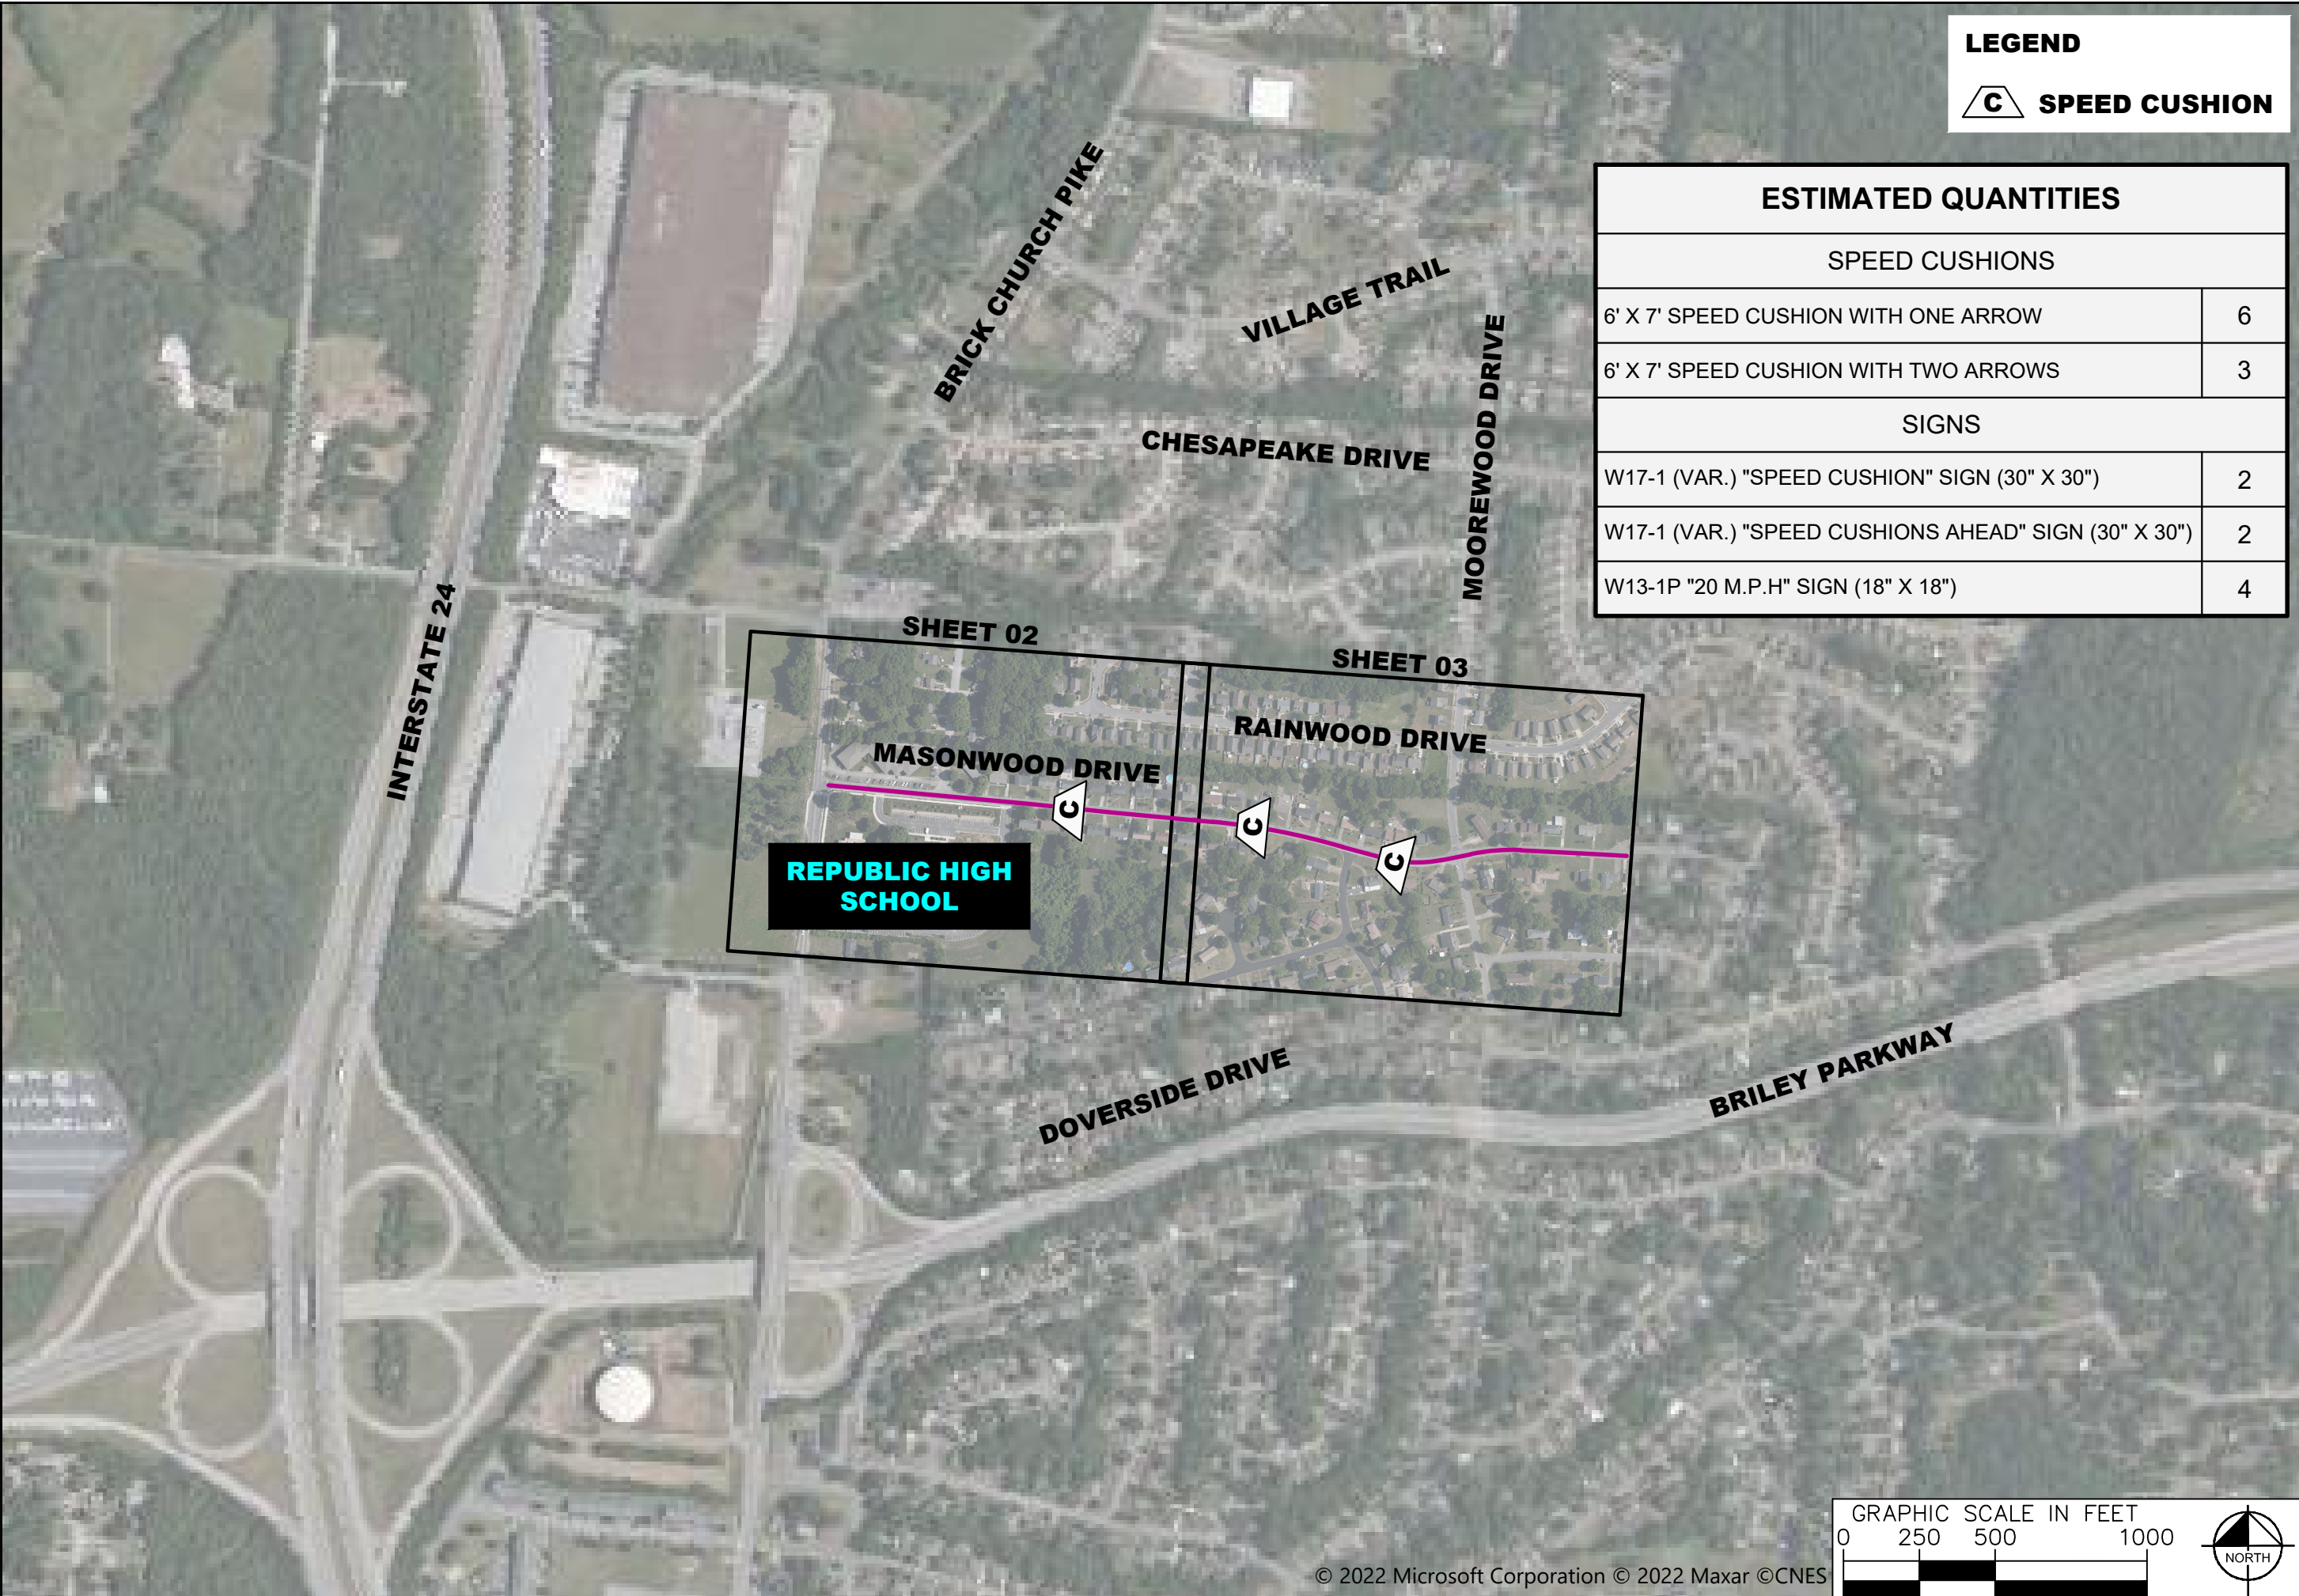 LEGEND
C SPEED CUSHION
ESTIMATED QUANTITIES
SPEED CUSHIONS
6' X 7' SPEED CUSHION WITH ONE ARROW 6
6' X 7' SPEED CUSHION WITH TWO ARROWS 3
SIGNS
W17-1 (VAR.) "SPEED CUSHION" SIGN (30" X 30") 2
W17-1 (VAR.) "SPEED CUSHIONS AHEAD" SIGN (30" X 30") 2
W13-1P "20 M.P.H" SIGN (18" X 18") 4
BRICK CHURCH PIKE
VILLAGE TRAIL
MOOREWOOD DRIVE
CHESAPEAKE DRIVE
INTERSTATE 24
SHEET 02
SHEET 03
RAINWOOD DRIVE
MASONWOOD DRIVE
C
C
C
REPUBLIC HIGH
SCHOOL
DOVERSIDE DRIVE
BRILEY PARKWAY
GRAPHIC SCALE IN FEET
0 250 500 1000
NORTH
© 2022 Microsoft Corporation © 2022 Maxar ©CNES